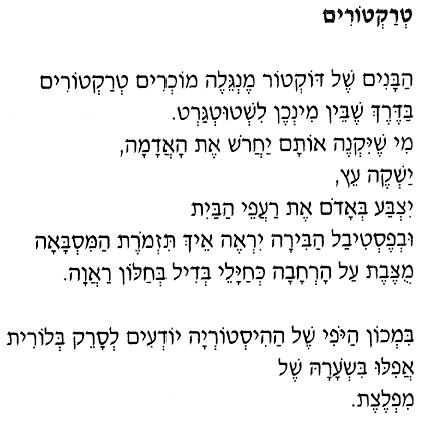 טְרַקְטוֹרִים
הַבָּנִים שֶׁל דּוֹקְטוֹר מֶנְגֵּלֶה מוֹכְרִים טְרַקְטוֹרִים
בַּדֶּרֶךְ שֶׁבֵּין מִינְכֶן לִשְׁטוּטְגַּרְט.
מִי שֶׁיִּקְנֶה אוֹתָם יַחֲרֹשׁ אֶת הָאֲדָמָה,
יַשְׁקֶה עֵץ,
יִצְבַּע בְּאָדֹם אֶת רַעֲפֵי הַבַּיִת
וּבְפֶסְטִיבַל הַבִּירָה יִרְאֶה אֵיךְ תִּזְמֹרֶת הַמִּסְבָּאָה
מֻצֶּבֶת עַל הָרְחָבָה כְּחַיָּלֵי בְּדִיל בְּחַלּוֹן רַאֲוָה.
בִּמְכוֹן הַיֹּפִי שֶׁל הַהִיסְטוֹרְיָה יוֹדְעִים לְסָרֵק בְּלוֹרִית
אֲפִלּוּ בִּשְׂעָרָהּ שֶׁל
מִפְלֶצֶת.